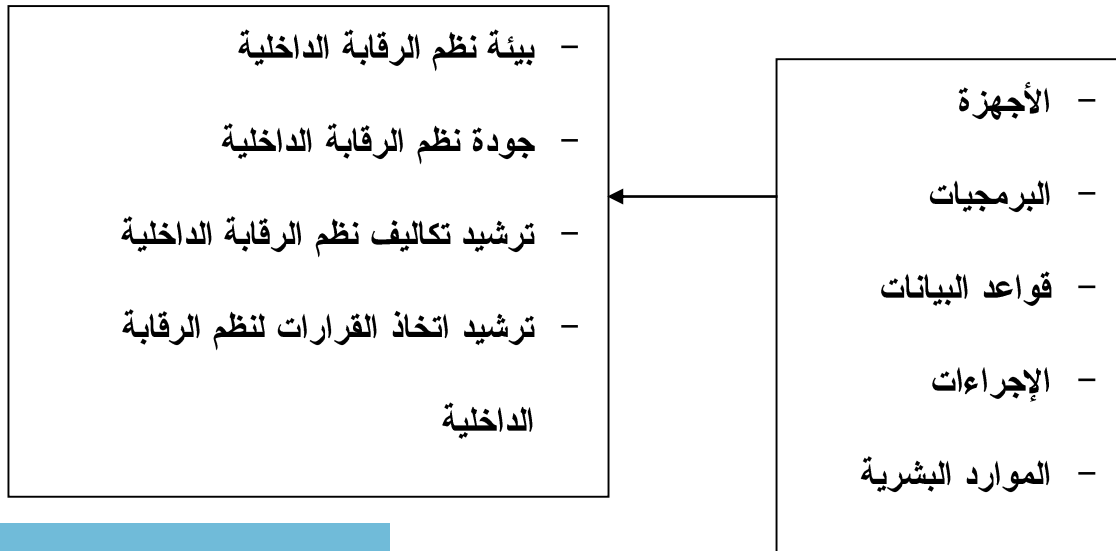 - الأجهزة
- البرمجيات
- قواعد البيانات
- الإجراءات
- الموارد البشرية
- بيئة نظم الرقابة الداخلية
- جودة نظم الرقابة الداخلية
- ترشيد تكاليف نظم الرقابة الداخلية
- ترشيد اتخاذ القرارات لنظم الرقابة
الداخلية